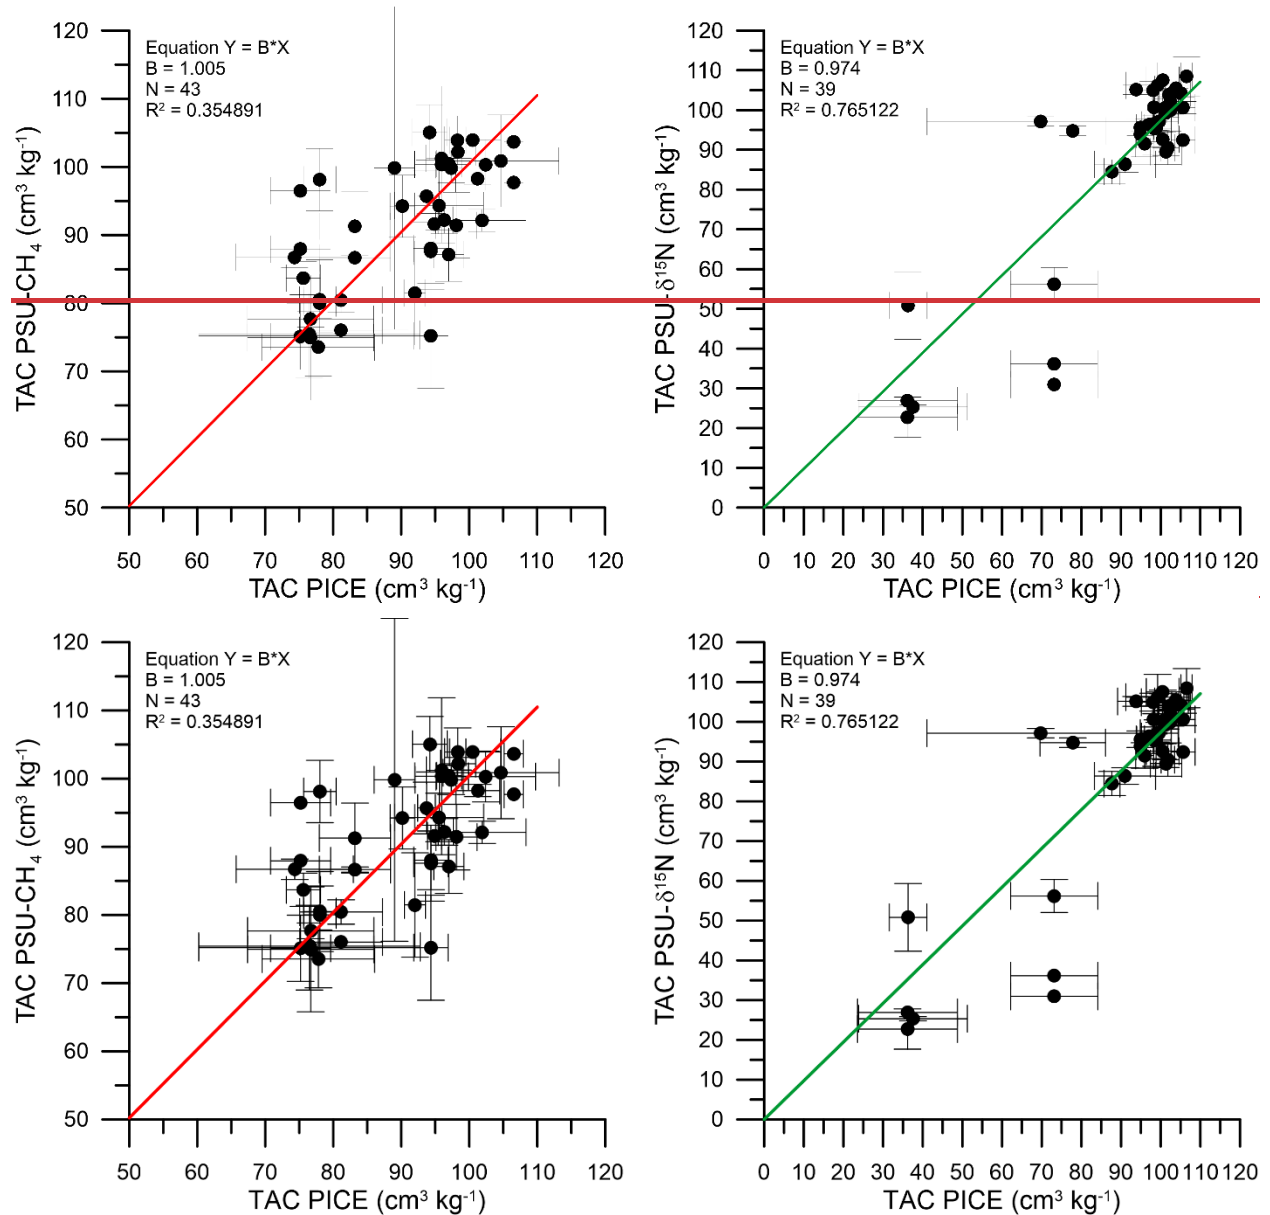 Equation Y = B*X
B = 1.005
N = 43
R² = 0.354891
120
110
100
90
80
70
60
50
TAC PSU-CH₄ (cm³ kg⁻¹)
50 60 70 80 90 100 110 120
TAC PICE (cm³ kg⁻¹)
Equation Y = B*X
B = 0.974
N = 39
R² = 0.765122
120
110
100
90
80
70
60
50
40
30
20
10
0
TAC PSU-δ¹⁵N (cm³ kg⁻¹)
0 10 20 30 40 50 60 70 80 90 100 110 120
TAC PICE (cm³ kg⁻¹)
Equation Y = B*X
B = 1.005
N = 43
R² = 0.354891
120
110
100
90
80
70
60
50
TAC PSU-CH₄ (cm³ kg⁻¹)
50 60 70 80 90 100 110 120
TAC PICE (cm³ kg⁻¹)
Equation Y = B*X
B = 0.974
N = 39
R² = 0.765122
120
110
100
90
80
70
60
50
40
30
20
10
0
TAC PSU-δ¹⁵N (cm³ kg⁻¹)
0 10 20 30 40 50 60 70 80 90 100 110 120
TAC PICE (cm³ kg⁻¹)